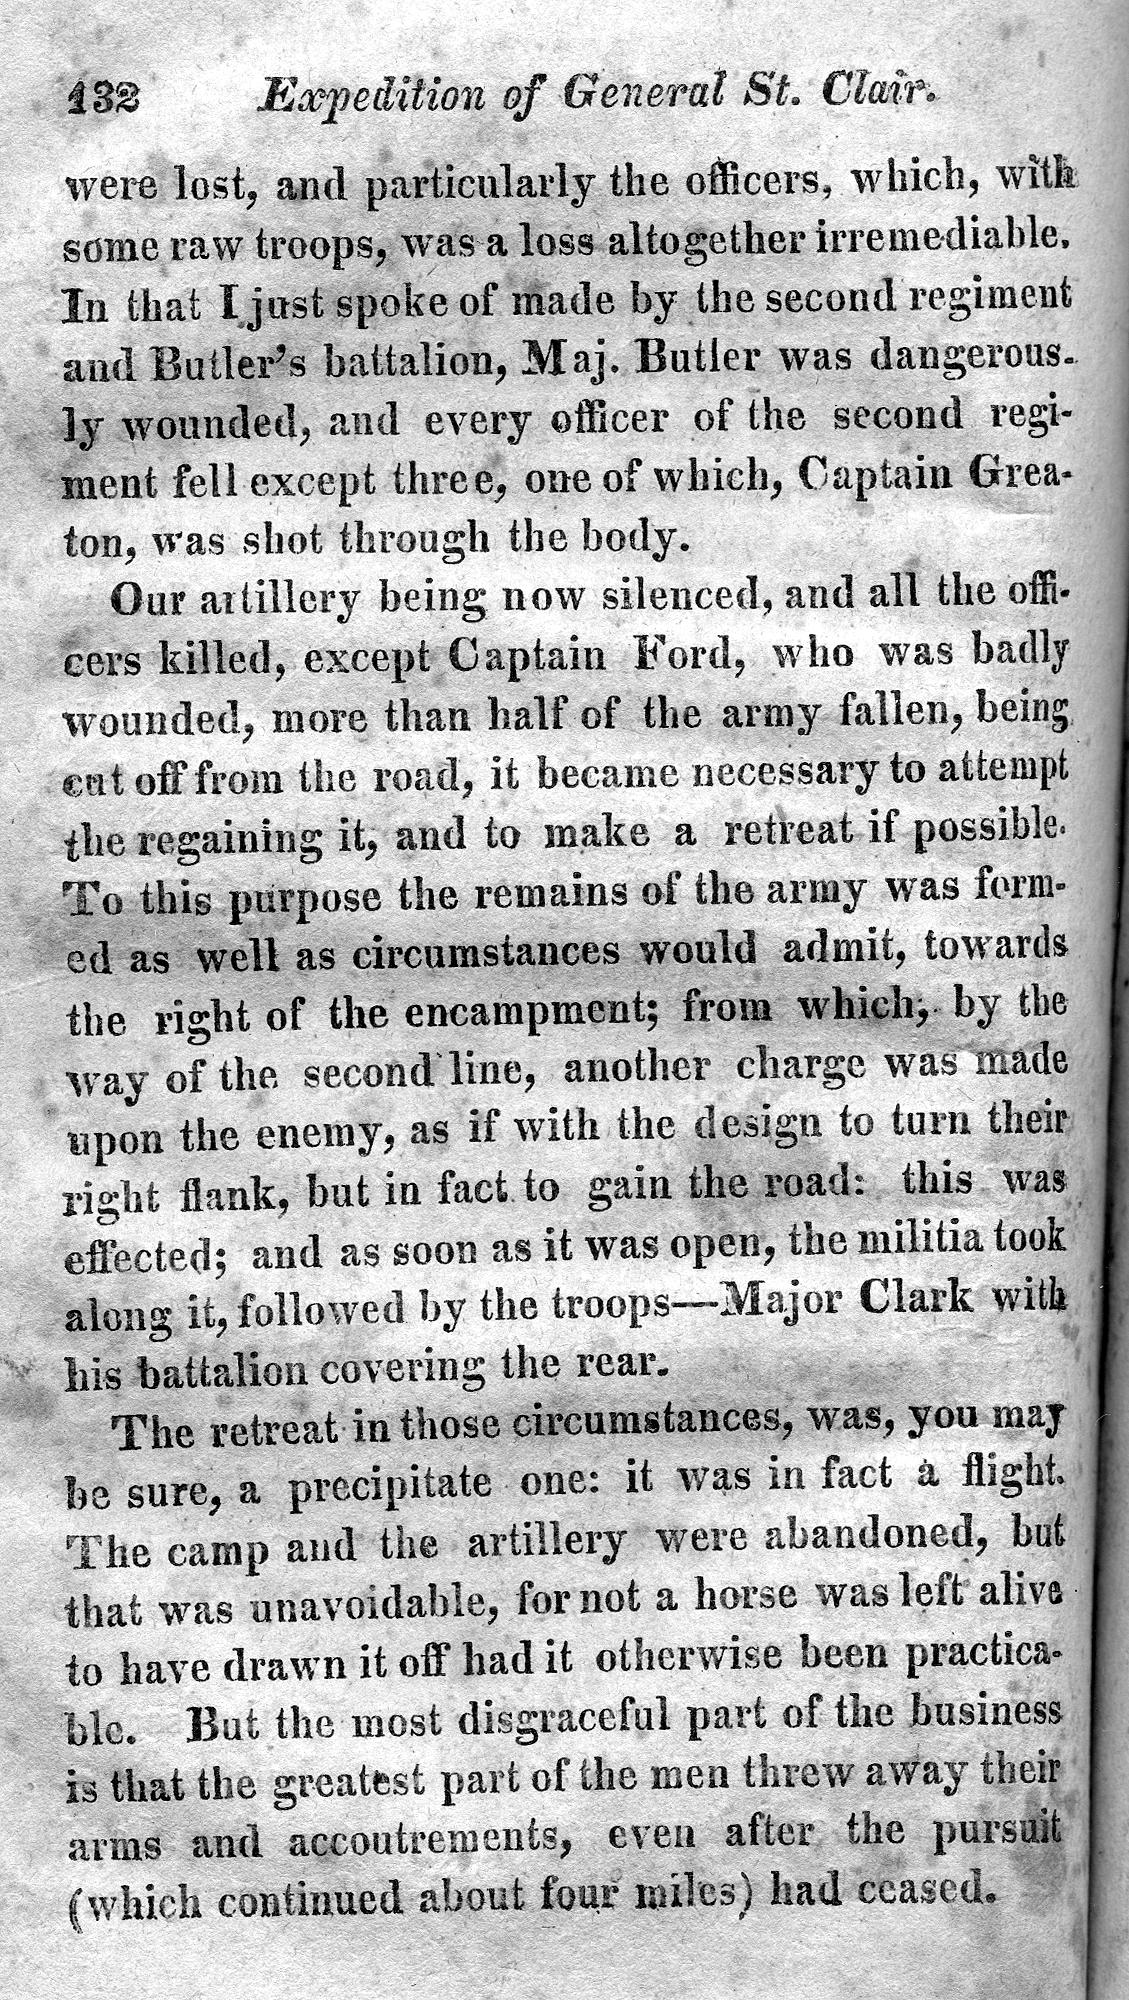 132 Expedition of General St. Clair.
were lost, and particularly the officers, which, with
some raw troops, was a loss altogether irremediable.
In that I just spoke of made by the second regiment
and Butler's battalion, Maj. Butler was dangerous-
ly wounded, and every officer of the second regi-
ment fell except three, one of which, Captain Grea-
ton, was shot through the body.
Our artillery being now silenced, and all the offi-
cers killed, except Captain Ford, who was badly
wounded, more than half of the army fallen, being
cut off from the road, it became necessary to attempt
the regaining it, and to make a retreat if possible.
To this purpose the remains of the army was form-
ed as well as circumstances would admit, towards
the right of the encampment; from which, by the
way of the second line, another charge was made
upon the enemy, as if with the design to turn their
right flank, but in fact to gain the road: this was
effected; and as soon as it was open, the militia took
along it, followed by the troops—Major Clark with
his battalion covering the rear.
The retreat in those circumstances, was, you may
be sure, a precipitate one: it was in fact a flight.
The camp and the artillery were abandoned, but
that was unavoidable, for not a horse was left alive
to have drawn it off had it otherwise been practica-
ble. But the most disgraceful part of the business
is that the greatest part of the men threw away their
arms and accoutrements, even after the pursuit
(which continued about four miles) had ceased.